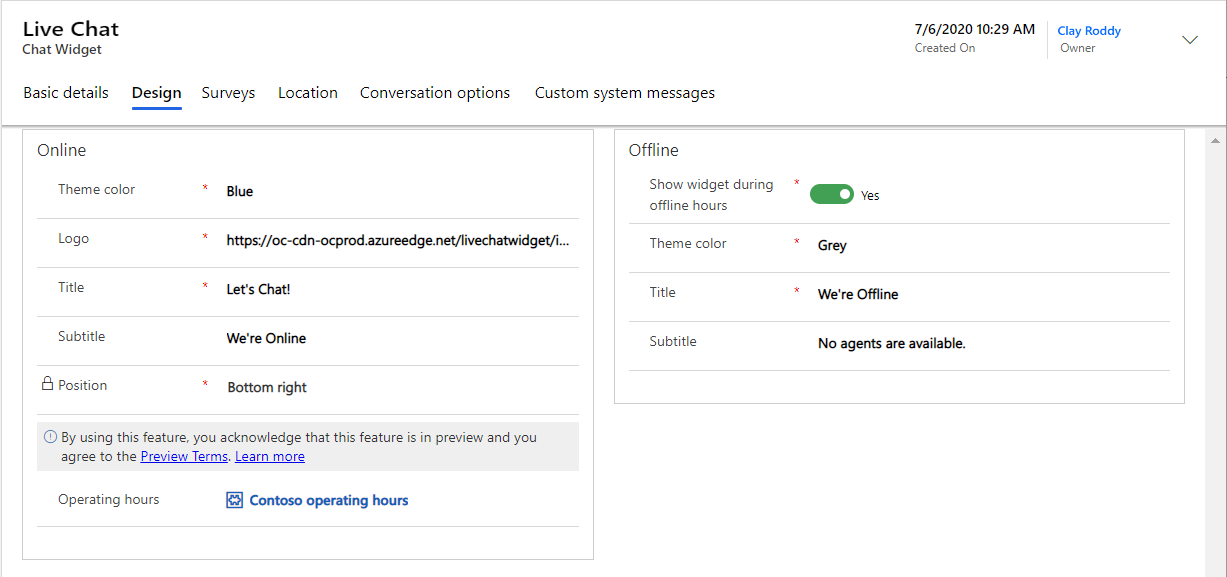 Live Chat
Chat Widget
7/6/2020 10:29 AM
Created On
Clay Roddy
Owner
Basic details Design Surveys Location Conversation options Custom system messages
Online
Theme color * Blue
Logo * https://oc-cdn-ocprod.azureedge.net/livechatwidget/i...
Title * Let's Chat!
Subtitle We're Online
Position * Bottom right
By using this feature, you acknowledge that this feature is in preview and you
agree to the Preview Terms. Learn more
Operating hours Contoso operating hours
Offline
Show widget during
offline hours * Yes
Theme color * Grey
Title * We're Offline
Subtitle No agents are available.